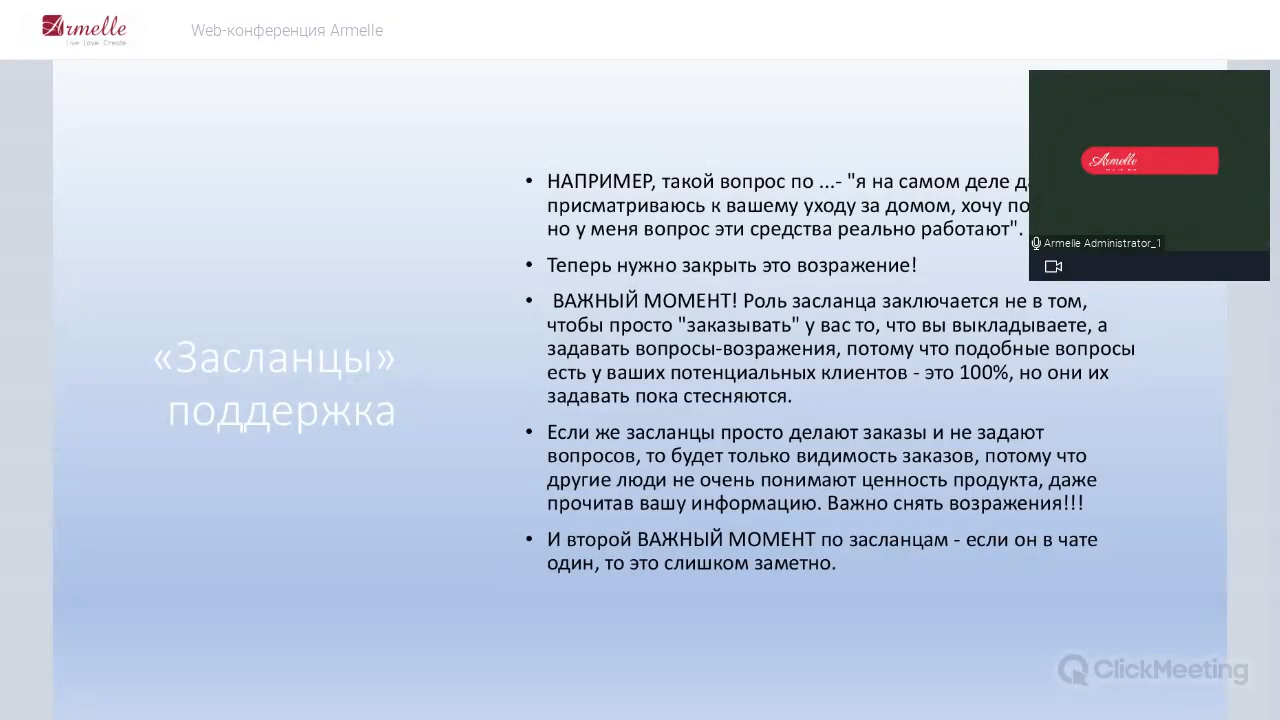 Armelle
Live Love Create
Web-конференция Armelle
«Засланцы»
поддержка
• НАПРИМЕР, такой вопрос по ...- "я на самом деле
присматриваюсь к вашему уходу за домом, хочу
но у меня вопрос эти средства реально работают".
• Теперь нужно закрыть это возражение!
• ВАЖНЫЙ МОМЕНТ! Роль засланца заключается не в том,
чтобы просто "заказывать" у вас то, что вы выкладываете, а
задавать вопросы-возражения, потому что подобные вопросы
есть у ваших потенциальных клиентов - это 100%, но они их
задавать пока стесняются.
• Если же засланцы просто делают заказы и не задают
вопросов, то будет только видимость заказов, потому что
другие люди не очень понимают ценность продукта, даже
прочитав вашу информацию. Важно снять возражения!!!
• И второй ВАЖНЫЙ МОМЕНТ по засланцам - если он в чате
один, то это слишком заметно.
Armelle
Armelle Administrator_1
ClickMeeting